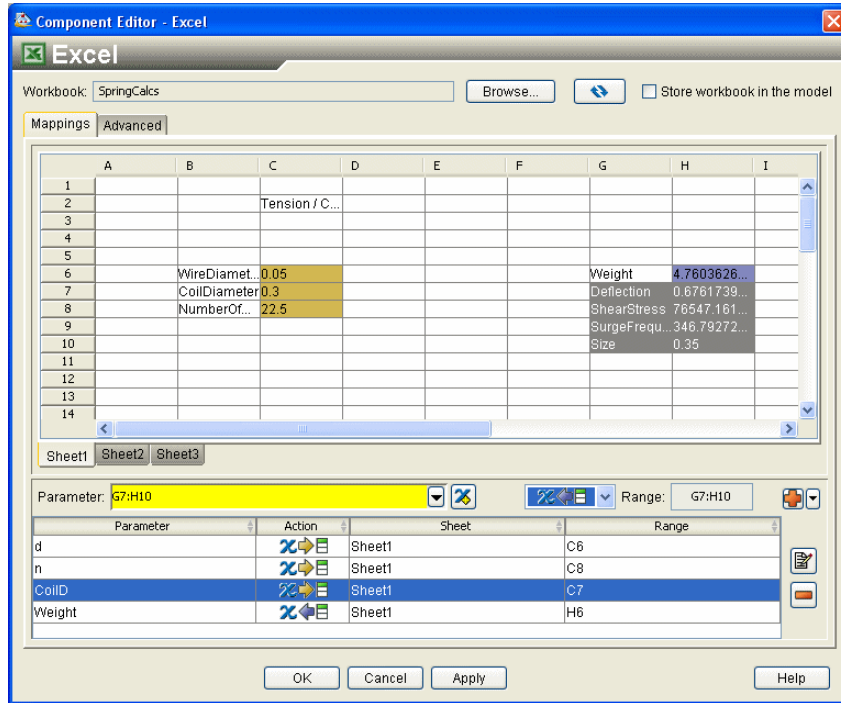 Component Editor - Excel
Excel
Workbook: SpringCalcs Browse... Store workbook in the model
Mappings Advanced
A B C D E F G H I
1
2 Tension / C...
3
4
5
6 WireDiamet... 0.05 Weight 4.7603626...
7 CoilDiameter 0.3 Deflection 0.6761739...
8 NumberOf... 22.5 ShearStress 76547.161...
9 SurgeFrequ... 346.79272...
10 Size 0.35
11
12
13
14
Sheet1 Sheet2 Sheet3
Parameter: G7:H10 Range: G7:H10
Parameter Action Sheet Range
d Sheet1 C6
n Sheet1 C8
CoilD Sheet1 C7
Weight Sheet1 H6
OK Cancel Apply Help